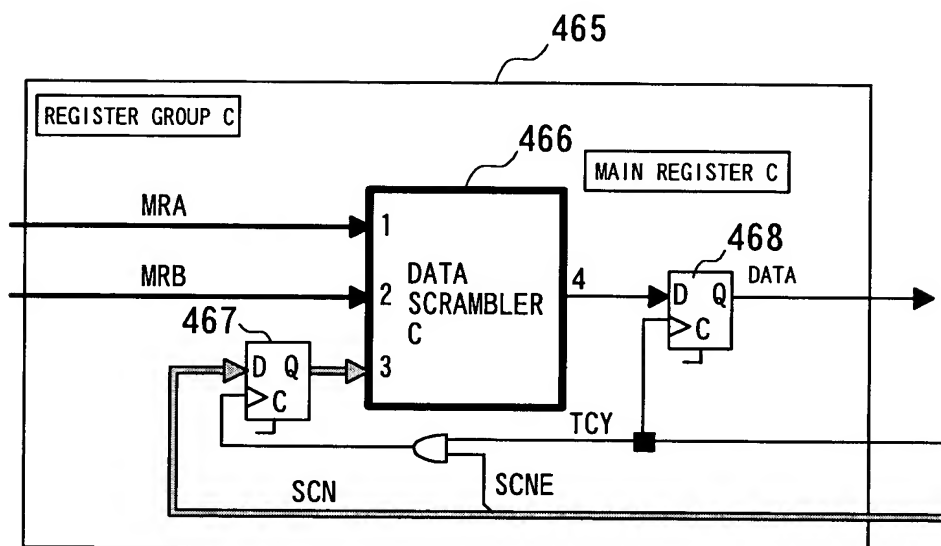 465
REGISTER GROUP C
466
MAIN REGISTER C
MRA
1
468
MRB
2
DATA
SCRAMBLER
C
4
D Q
C
DATA
467
D Q
C
3
TCY
SCN
SCNE